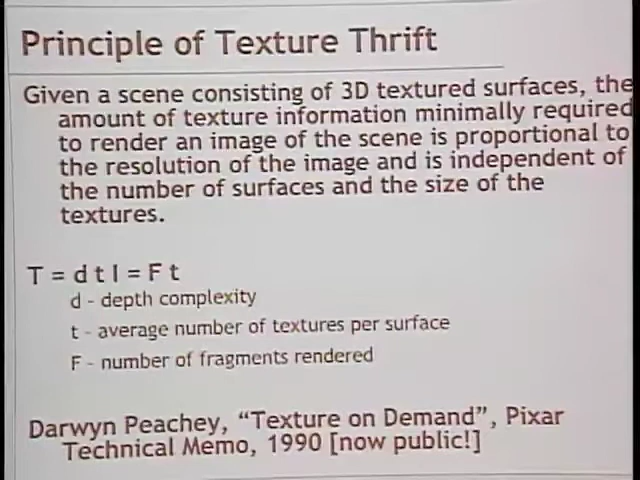 Principle of Texture Thrift
Given a scene consisting of 3D textured surfaces, the
amount of texture information minimally required
to render an image of the scene is proportional to
the resolution of the image and is independent of
the number of surfaces and the size of the
textures.
T = d t I = F t
d - depth complexity
t - average number of textures per surface
F - number of fragments rendered
Darwyn Peachey, “Texture on Demand”, Pixar
Technical Memo, 1990 [now public!]